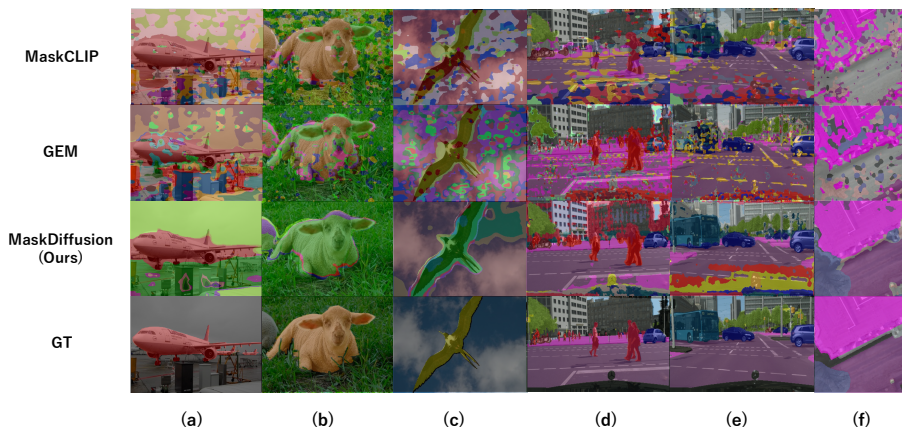 MaskCLIP
GEM
MaskDiffusion
(Ours)
GT
(a) (b) (c) (d) (e) (f)